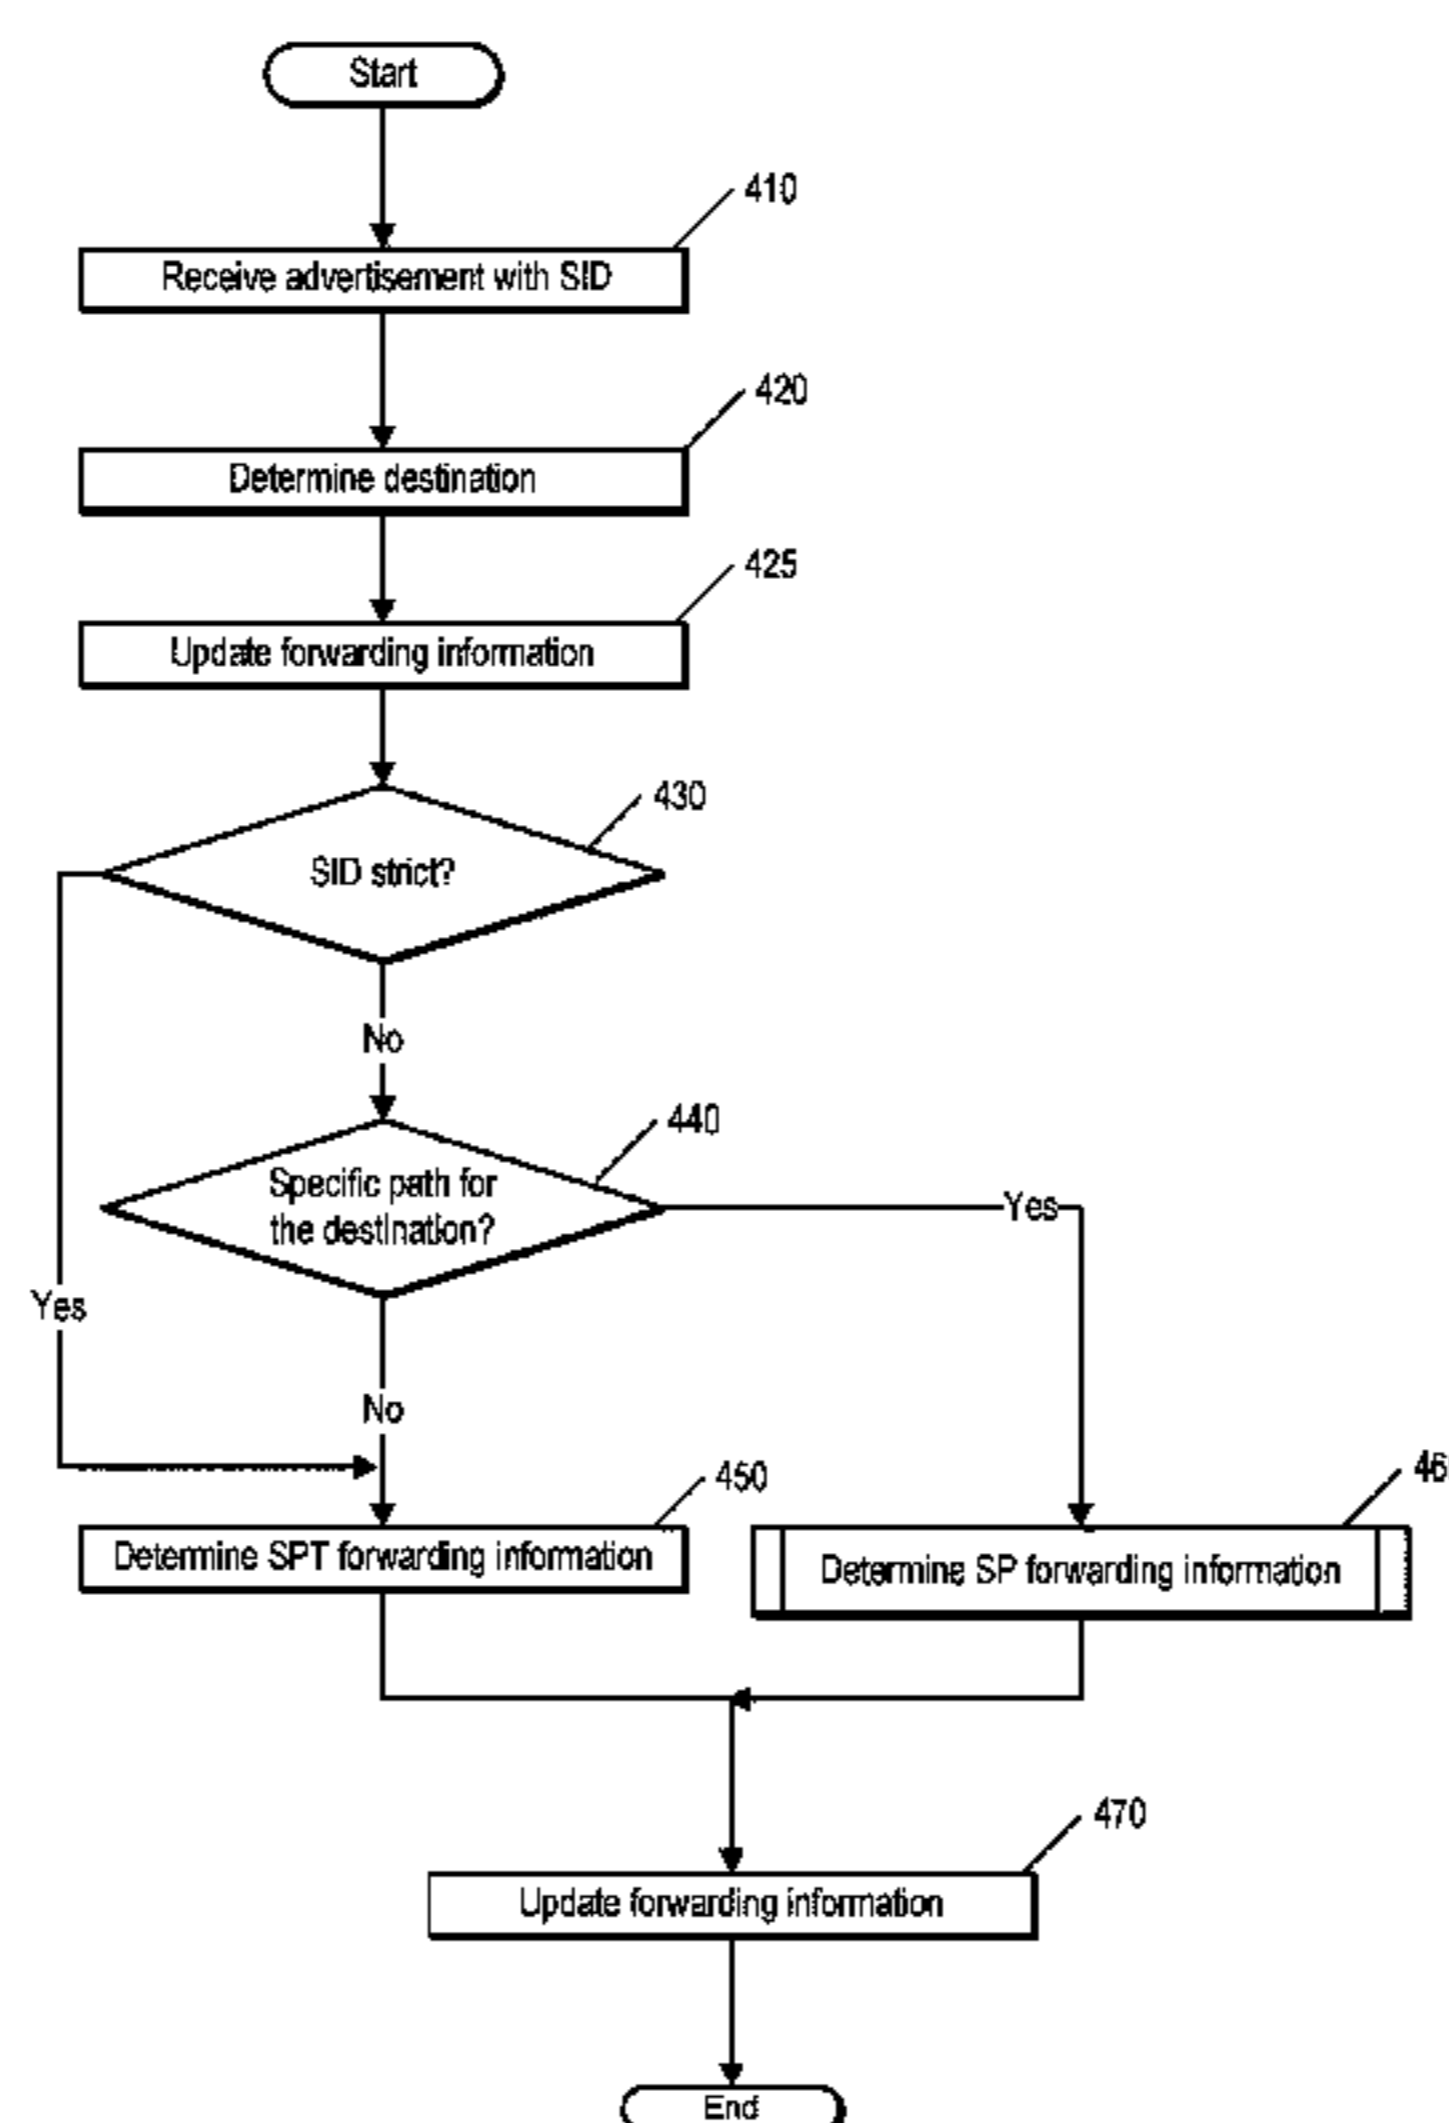 Start
410
Receive advertisement with SID
420
Determine destination
425
Update forwarding information
430
SID strict?
No
440
Specific path for
the destination?
Yes
Yes
No
450
46
Determine SPT forwarding information
Determine SP forwarding information
470
Update forwarding information
End